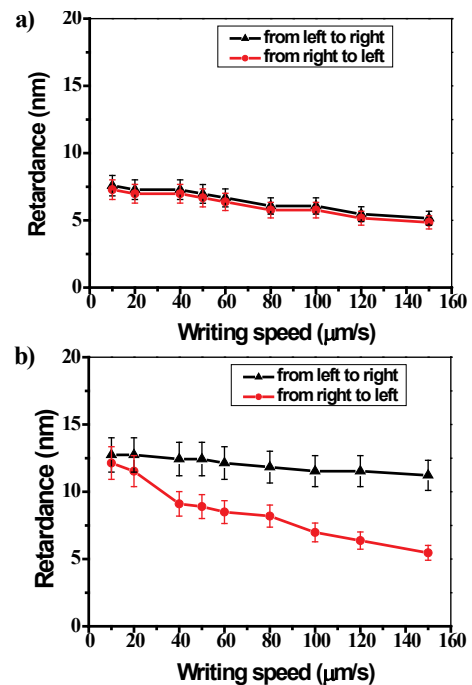 a)
from left to right
from right to left
Retardance (nm)
20
15
10
5
0
0 20 40 60 80 100 120 140 160
Writing speed (µm/s)
b)
from left to right
from right to left
Retardance (nm)
20
15
10
5
0
0 20 40 60 80 100 120 140 160
Writing speed (µm/s)